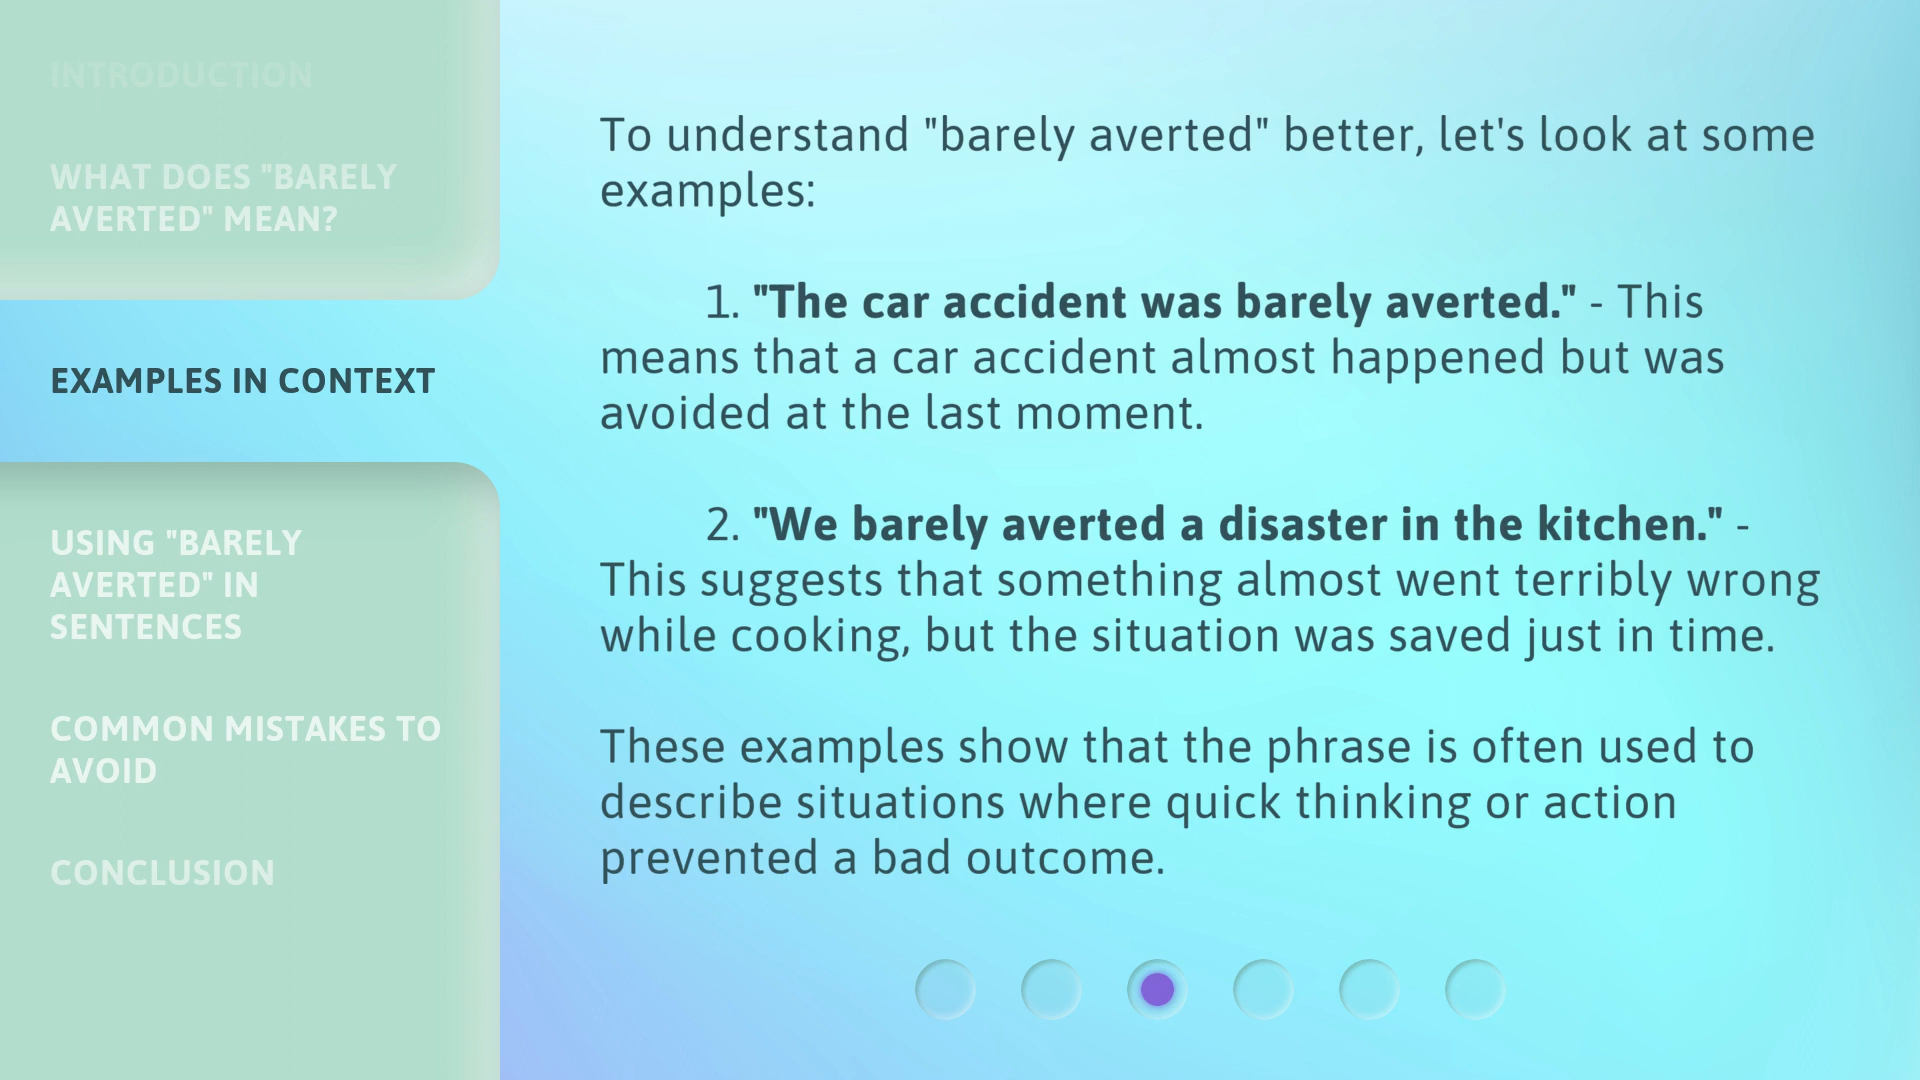 INTRODUCTION
WHAT DOES "BARELY
AVERTED" MEAN?
EXAMPLES IN CONTEXT
USING "BARELY
AVERTED" IN
SENTENCES
COMMON MISTAKES TO
AVOID
CONCLUSION
To understand "barely averted" better, let's look at some
examples:
1. "The car accident was barely averted." - This
means that a car accident almost happened but was
avoided at the last moment.
2. "We barely averted a disaster in the kitchen." -
This suggests that something almost went terribly wrong
while cooking, but the situation was saved just in time.
These examples show that the phrase is often used to
describe situations where quick thinking or action
prevented a bad outcome.